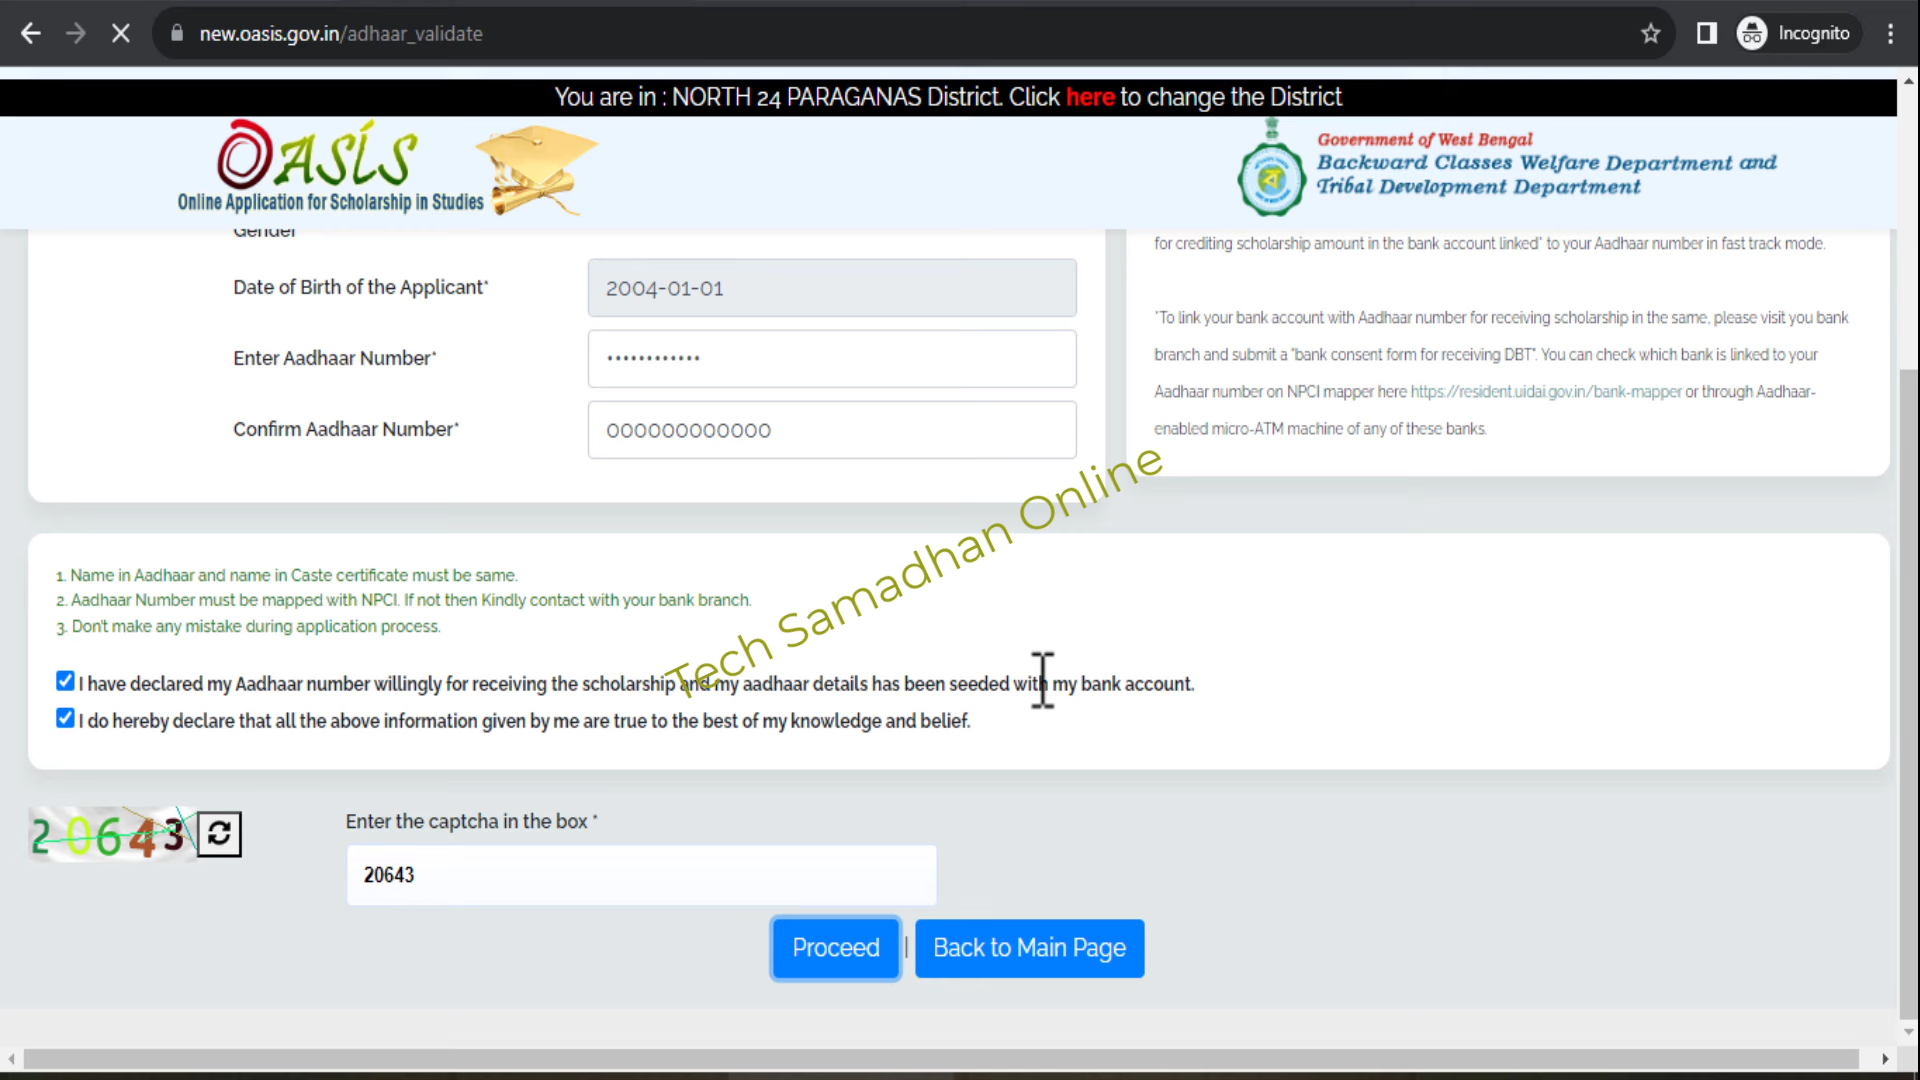 new.oasis.gov.in/adhaar_validate
Incognito
You are in : NORTH 24 PARAGANAS District. Click here to change the District
OASIS
Online Application for Scholarship in Studies
Government of West Bengal
Backward Classes Welfare Department and
Tribal Development Department
Gender
Date of Birth of the Applicant*
2004-01-01
Enter Aadhaar Number*
••••••••••••
Confirm Aadhaar Number*
000000000000
for crediting scholarship amount in the bank account linked* to your Aadhaar number in fast track mode.
*To link your bank account with Aadhaar number for receiving scholarship in the same, please visit you bank
branch and submit a "bank consent form for receiving DBT". You can check which bank is linked to your
Aadhaar number on NPCI mapper here https://resident.uidai.gov.in/bank-mapper or through Aadhaar-
enabled micro-ATM machine of any of these banks.
Tech Samadhan Online
1. Name in Aadhaar and name in Caste certificate must be same.
2. Aadhaar Number must be mapped with NPCI. If not then Kindly contact with your bank branch.
3. Don't make any mistake during application process.
I have declared my Aadhaar number willingly for receiving the scholarship and my aadhaar details has been seeded with my bank account.
I do hereby declare that all the above information given by me are true to the best of my knowledge and belief.
20643
Enter the captcha in the box *
20643
Proceed | Back to Main Page